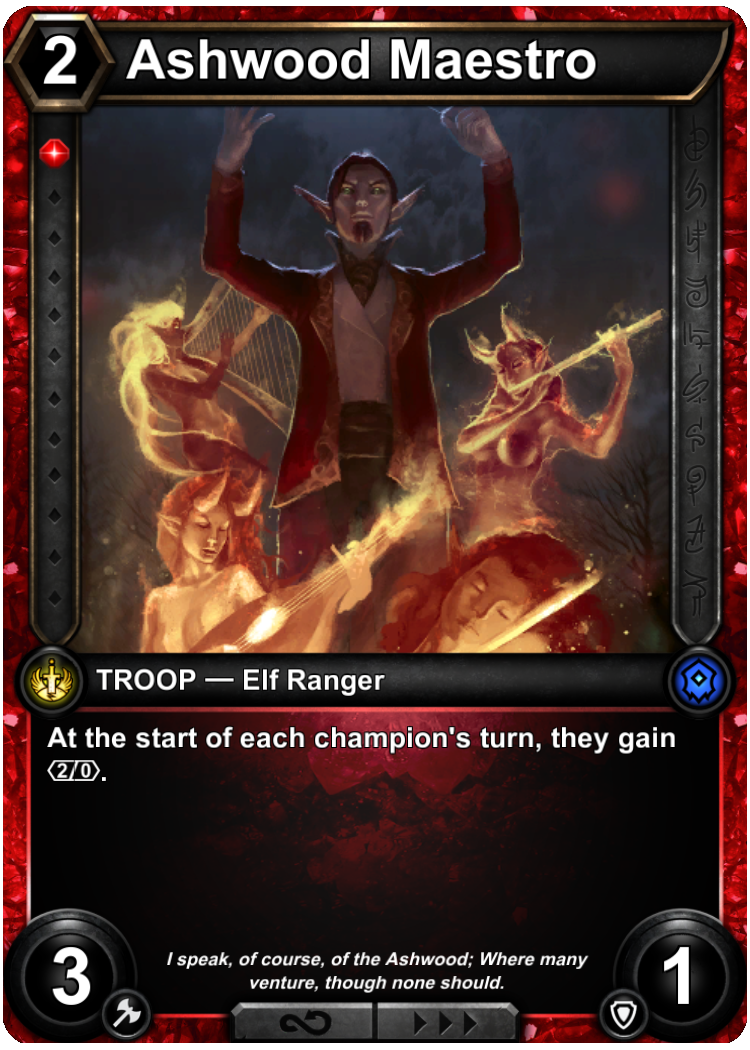 2 Ashwood Maestro
TROOP — Elf Ranger
At the start of each champion's turn, they gain
⟨2/0⟩.
I speak, of course, of the Ashwood; Where many
venture, though none should.
3
1